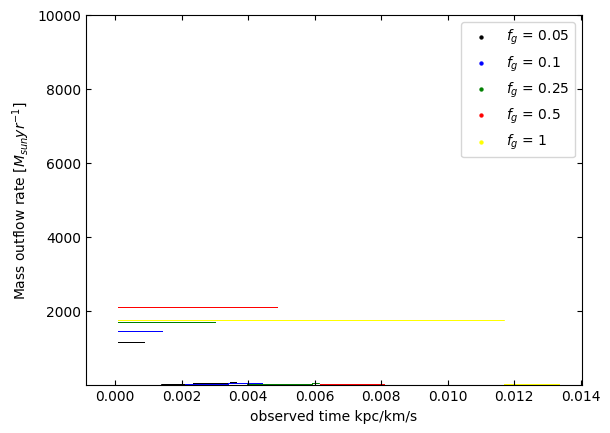 10000
8000
6000
4000
2000
Mass outflow rate [$M_{sun}yr^{-1}$]
$f_g$ = 0.05
$f_g$ = 0.1
$f_g$ = 0.25
$f_g$ = 0.5
$f_g$ = 1
0.000 0.002 0.004 0.006 0.008 0.010 0.012 0.014
observed time kpc/km/s